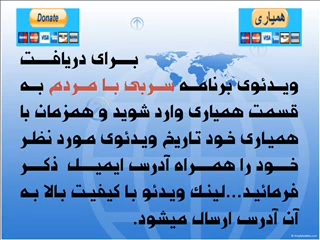 Donate
همیاری
برای دریافت
ویدئوی برنامه سربی با مردم به
قسمت همیاری وارد شوید و همزمان با
همیاری خود تاریخ ویدئوی مورد نظر
خود را همراه آدرس ایمیل ذکر
فرمائید...لینک ویدئو با کیفیت بالا به
آن آدرس ارسال میشود.